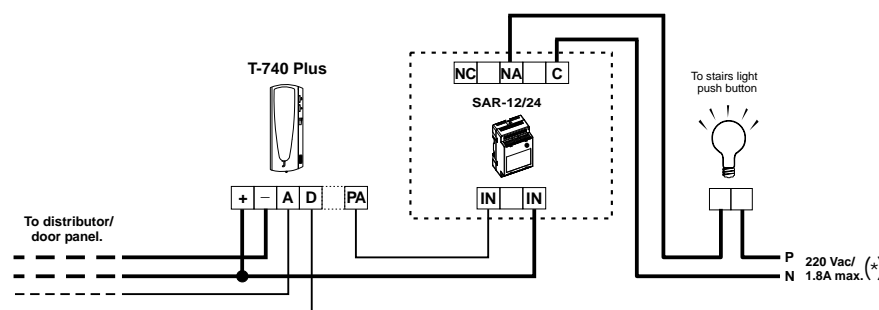 NC NA C
T-740 Plus
To stairs light
push button
SAR-12/24
+ – A D PA
IN IN
To distributor/
door panel.
P 220 Vac/
N 1.8A max. (*)